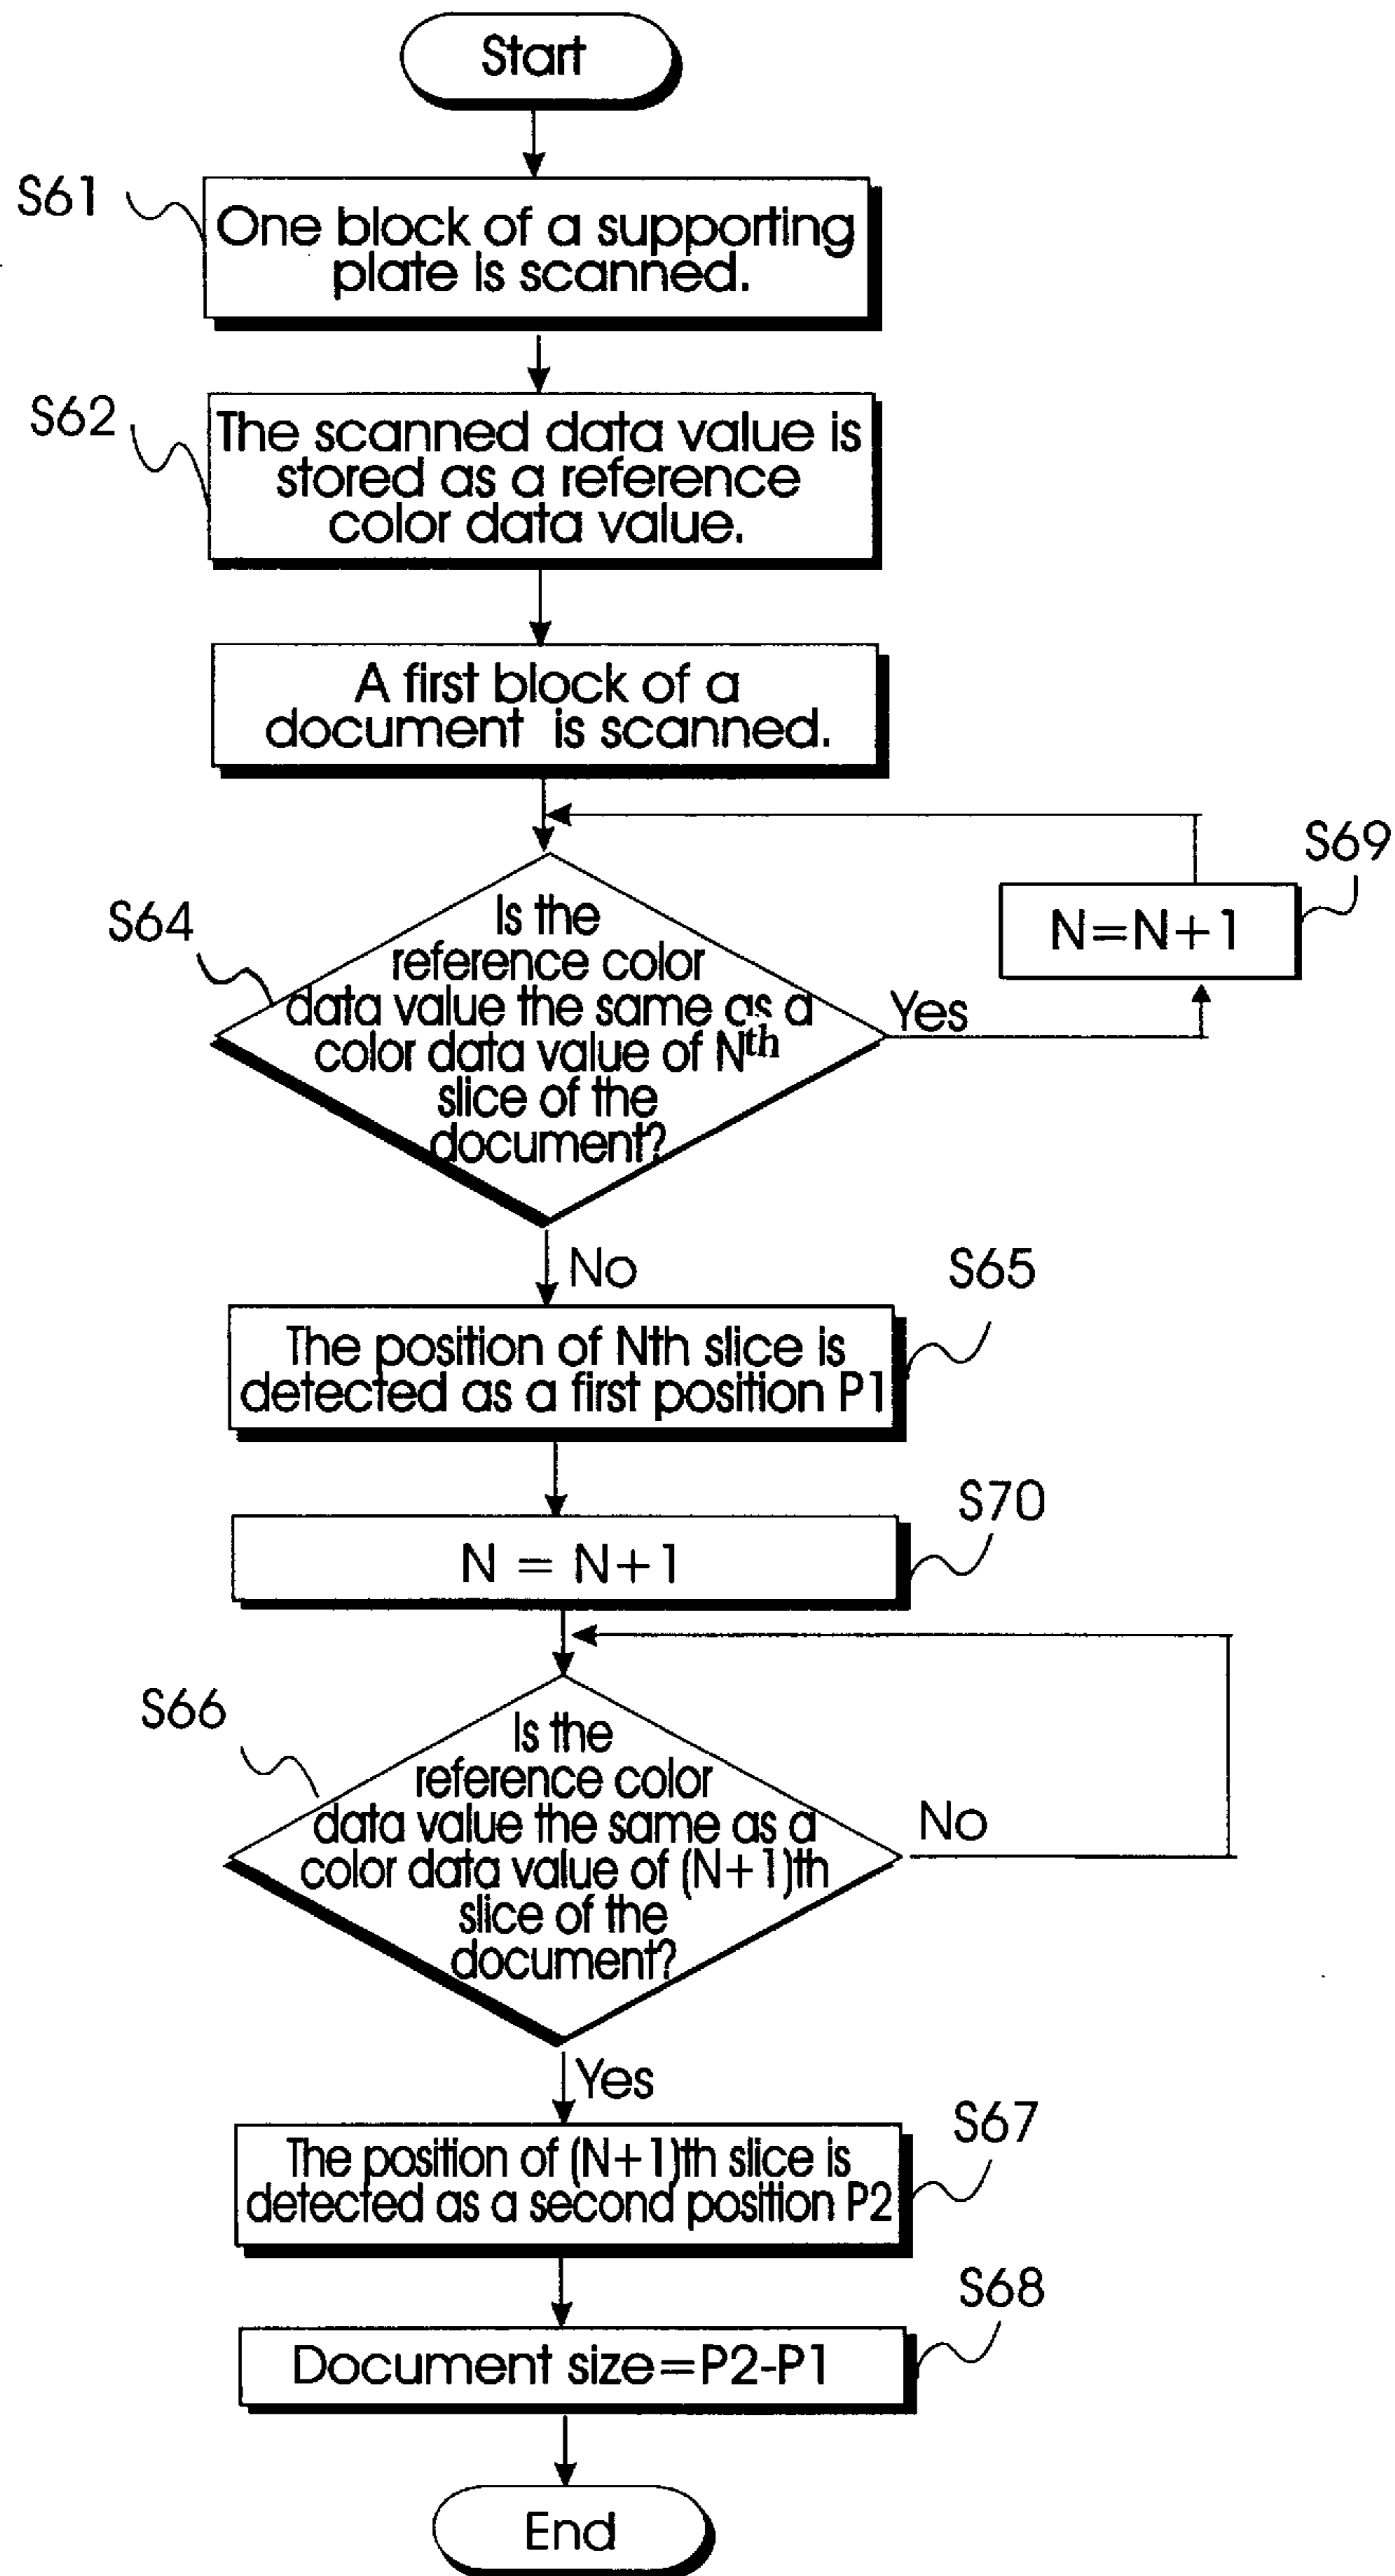 Start
S61
One block of a supporting
plate is scanned.
S62
The scanned data value is
stored as a reference
color data value.
A first block of a
document is scanned.
S69
N=N+1
S64
Is the
reference color
data value the same as a
color data value of Nth
slice of the
document?
Yes
No
S65
The position of Nth slice is
detected as a first position P1
S70
N = N+1
S66
Is the
reference color
data value the same as a
color data value of (N+1)th
slice of the
document?
No
Yes
S67
The position of (N+1)th slice is
detected as a second position P2
S68
Document size=P2-P1
End